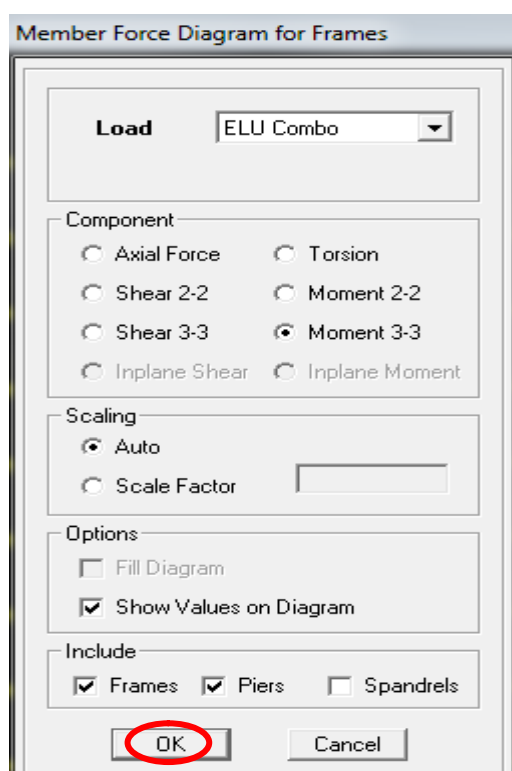 Member Force Diagram for Frames
Load ELU Combo
Component
Axial Force Torsion
Shear 2-2 Moment 2-2
Shear 3-3 Moment 3-3
Inplane Shear Inplane Moment
Scaling
Auto
Scale Factor
Options
Fill Diagram
Show Values on Diagram
Include
Frames Piers Spandrels
OK Cancel